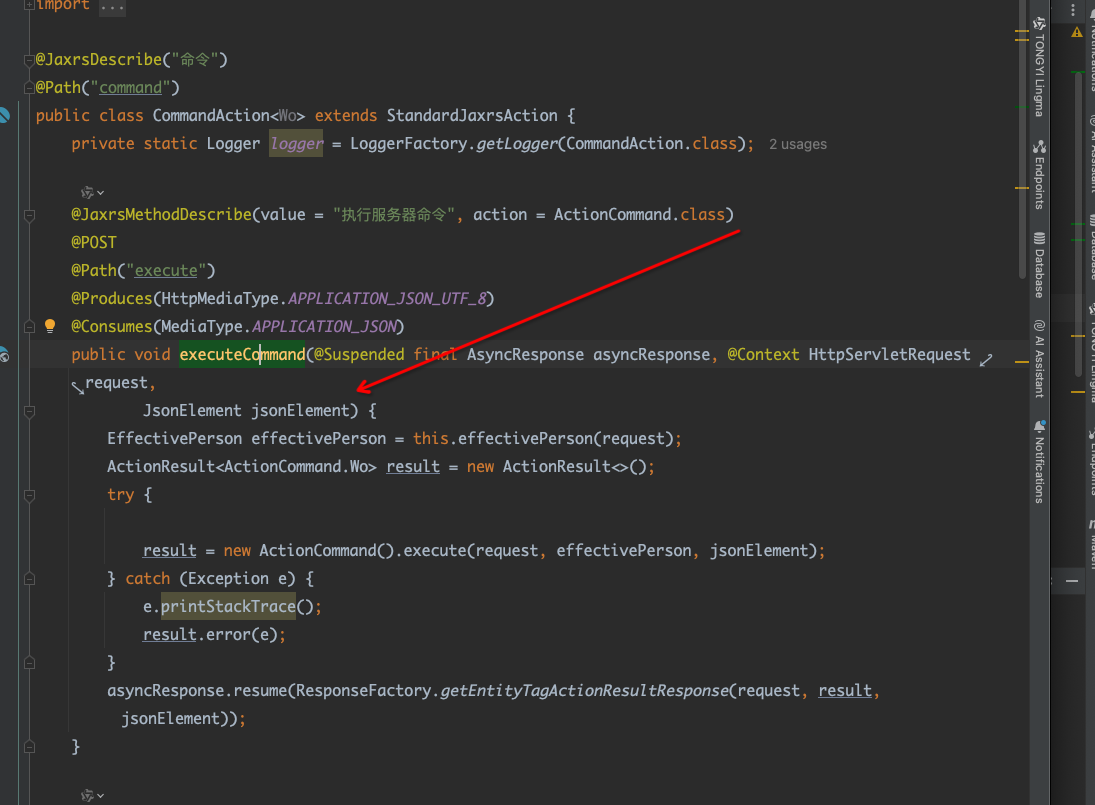 import ...
@JaxrsDescribe("命令")
@Path("command")
public class CommandAction<Wo> extends StandardJaxrsAction {
private static Logger logger = LoggerFactory.getLogger(CommandAction.class); 2 usages
@JaxrsMethodDescribe(value = "执行服务器命令", action = ActionCommand.class)
@POST
@Path("execute")
@Produces(HttpMediaType.APPLICATION_JSON_UTF_8)
@Consumes(MediaType.APPLICATION_JSON)
public void executeCommand(@Suspended final AsyncResponse asyncResponse, @Context HttpServletRequest
request,
JsonElement jsonElement) {
EffectivePerson effectivePerson = this.effectivePerson(request);
ActionResult<ActionCommand.Wo> result = new ActionResult<>();
try {
result = new ActionCommand().execute(request, effectivePerson, jsonElement);
} catch (Exception e) {
e.printStackTrace();
result.error(e);
}
asyncResponse.resume(ResponseFactory.getEntityTagActionResultResponse(request, result,
jsonElement));
}
TONGYI Lingma
Endpoints
Database
AI Assistant
Notifications